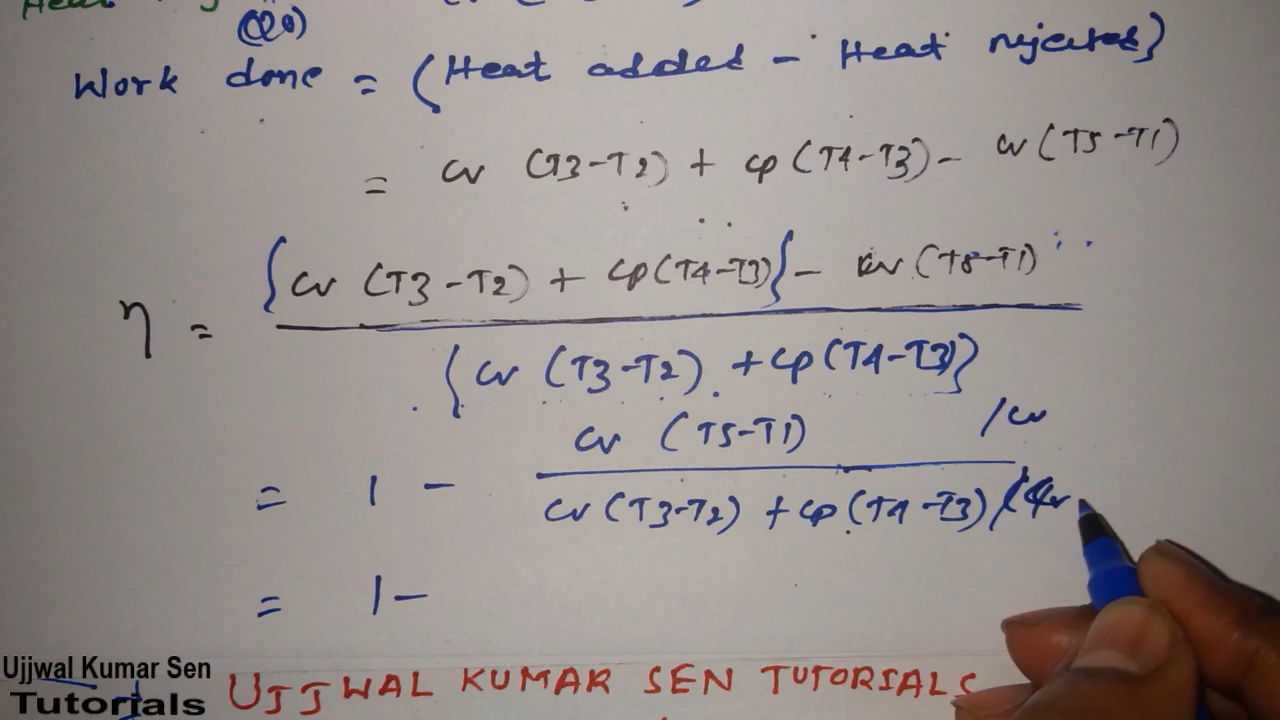 Heat
(Qs)
Work done = (Heat added - Heat rejected)
= cv (T3-T2) + cp (T4-T3) - cv (T5-T1)
{cv (T3-T2) + cp (T4-T3)} - cv (T5-T1)
η =
{cv (T3-T2) + cp (T4-T3)}
cv (T5-T1) /cv
= 1 -
cv (T3-T2) + cp (T4-T3) /
= 1 -
Ujjwal Kumar Sen
Tutorials
UJJWAL KUMAR SEN TUTORIALS